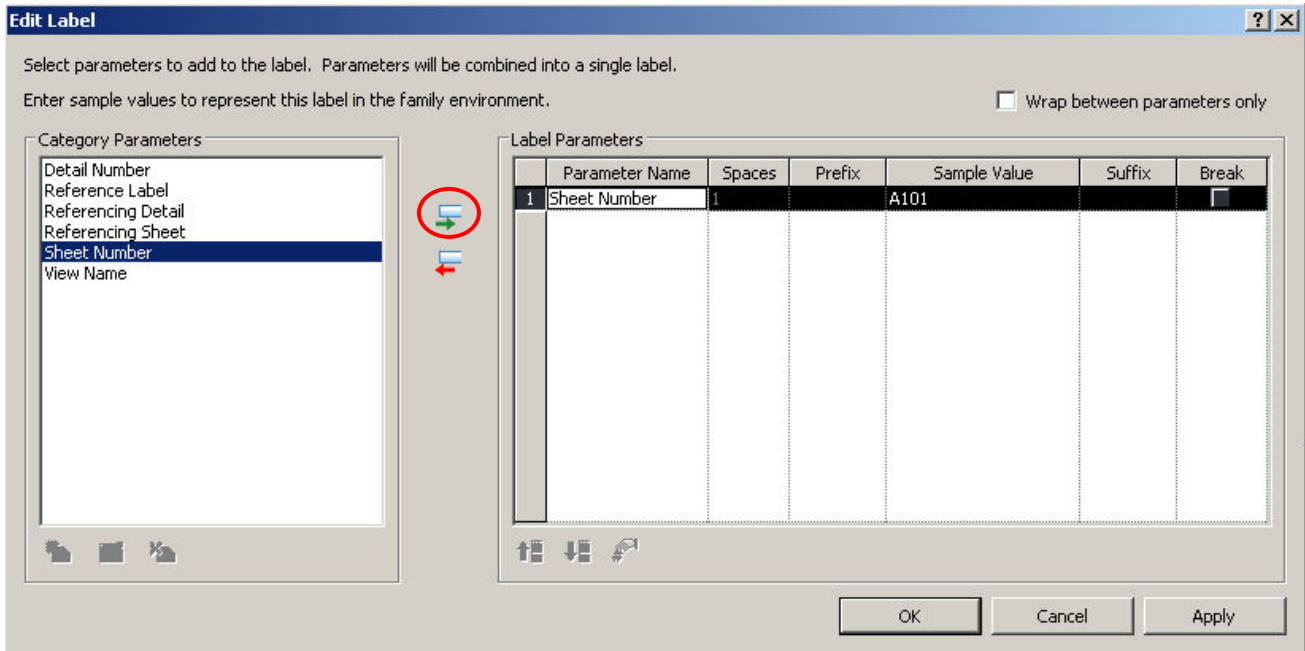 Edit Label
Select parameters to add to the label. Parameters will be combined into a single label.
Enter sample values to represent this label in the family environment.
Wrap between parameters only
Category Parameters
Detail Number
Reference Label
Referencing Detail
Referencing Sheet
Sheet Number
View Name
Label Parameters
Parameter Name Spaces Prefix Sample Value Suffix Break
1 Sheet Number 1 A101
OK Cancel Apply